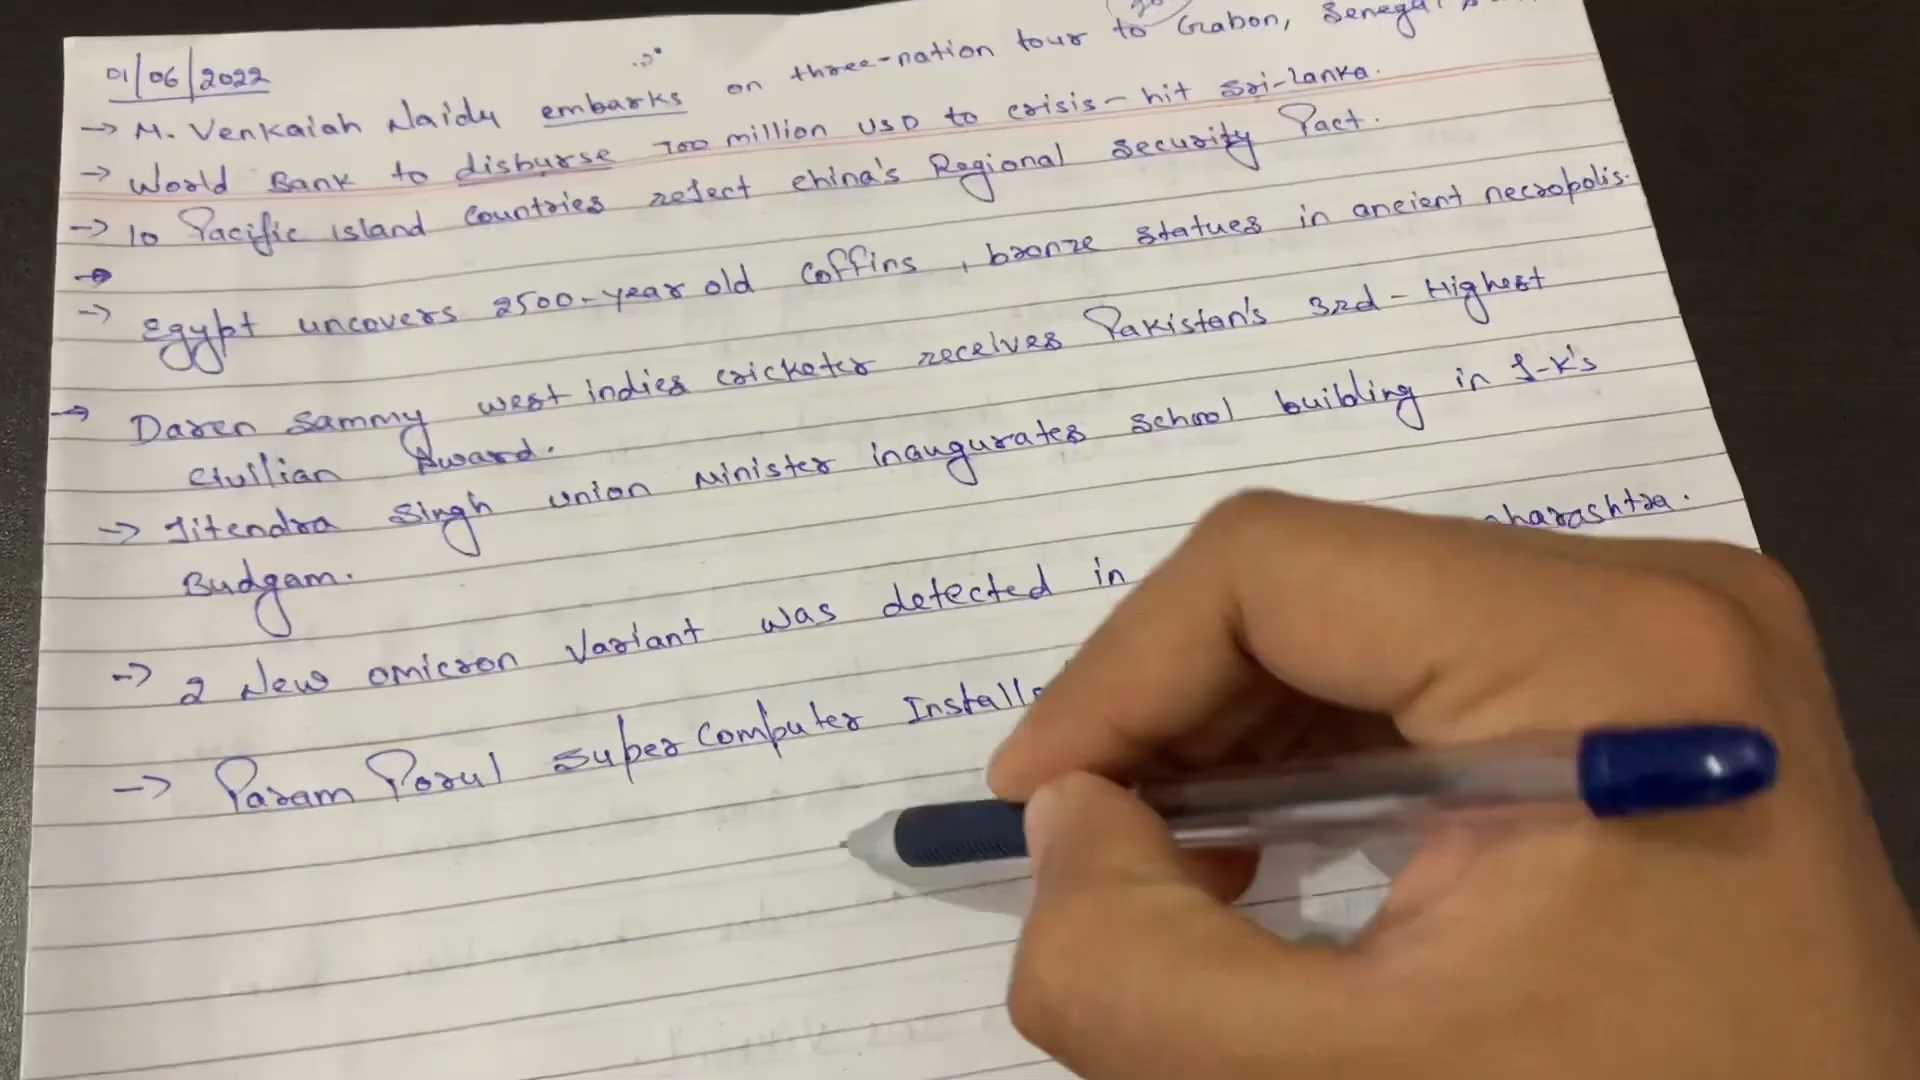 01/06/2022
→ M. Venkaiah Naidu embarks on three-nation tour to Gabon, Senegal
→ World Bank to disburse 700 million USD to crisis-hit Sri-lanka.
→ 10 Pacific island Countries reject china's Regional security Pact.
→
→ Egypt uncovers 2500-year old Coffins, bronze statues in ancient necropolis.
→ Daren Sammy west indies cricketer receives Pakistan's 3rd-Highest
Civilian Award.
→ Jitendra Singh union Minister inaugurates school building in J-K's
Budgam.
→ 2 New omicron Variant was detected in
→ Param Porul Super Computer